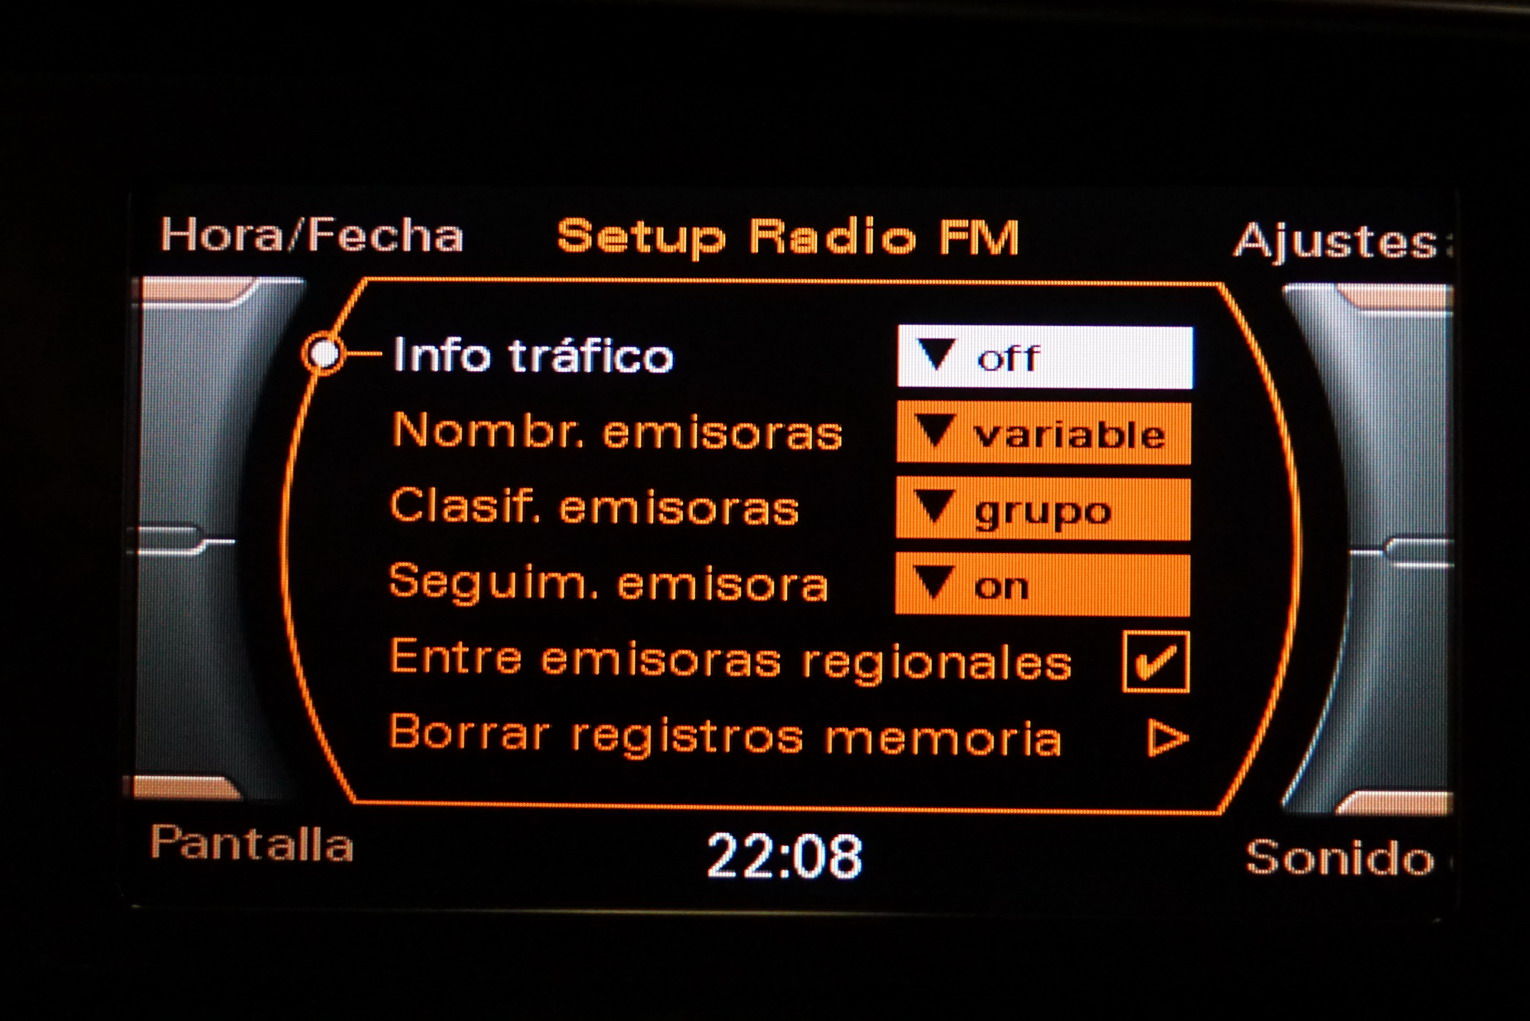 Hora/Fecha
Setup Radio FM
Ajustes
Info tráfico
off
Nombr. emisoras
variable
Clasif. emisoras
grupo
Seguim. emisora
on
Entre emisoras regionales
Borrar registros memoria
Pantalla
22:08
Sonido